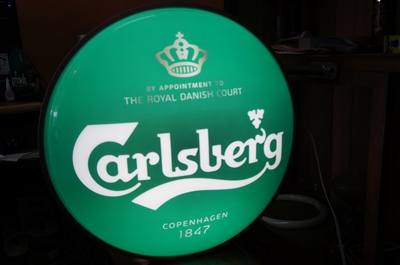 BY APPOINTMENT TO
THE ROYAL DANISH COURT
Carlsberg
COPENHAGEN
1847